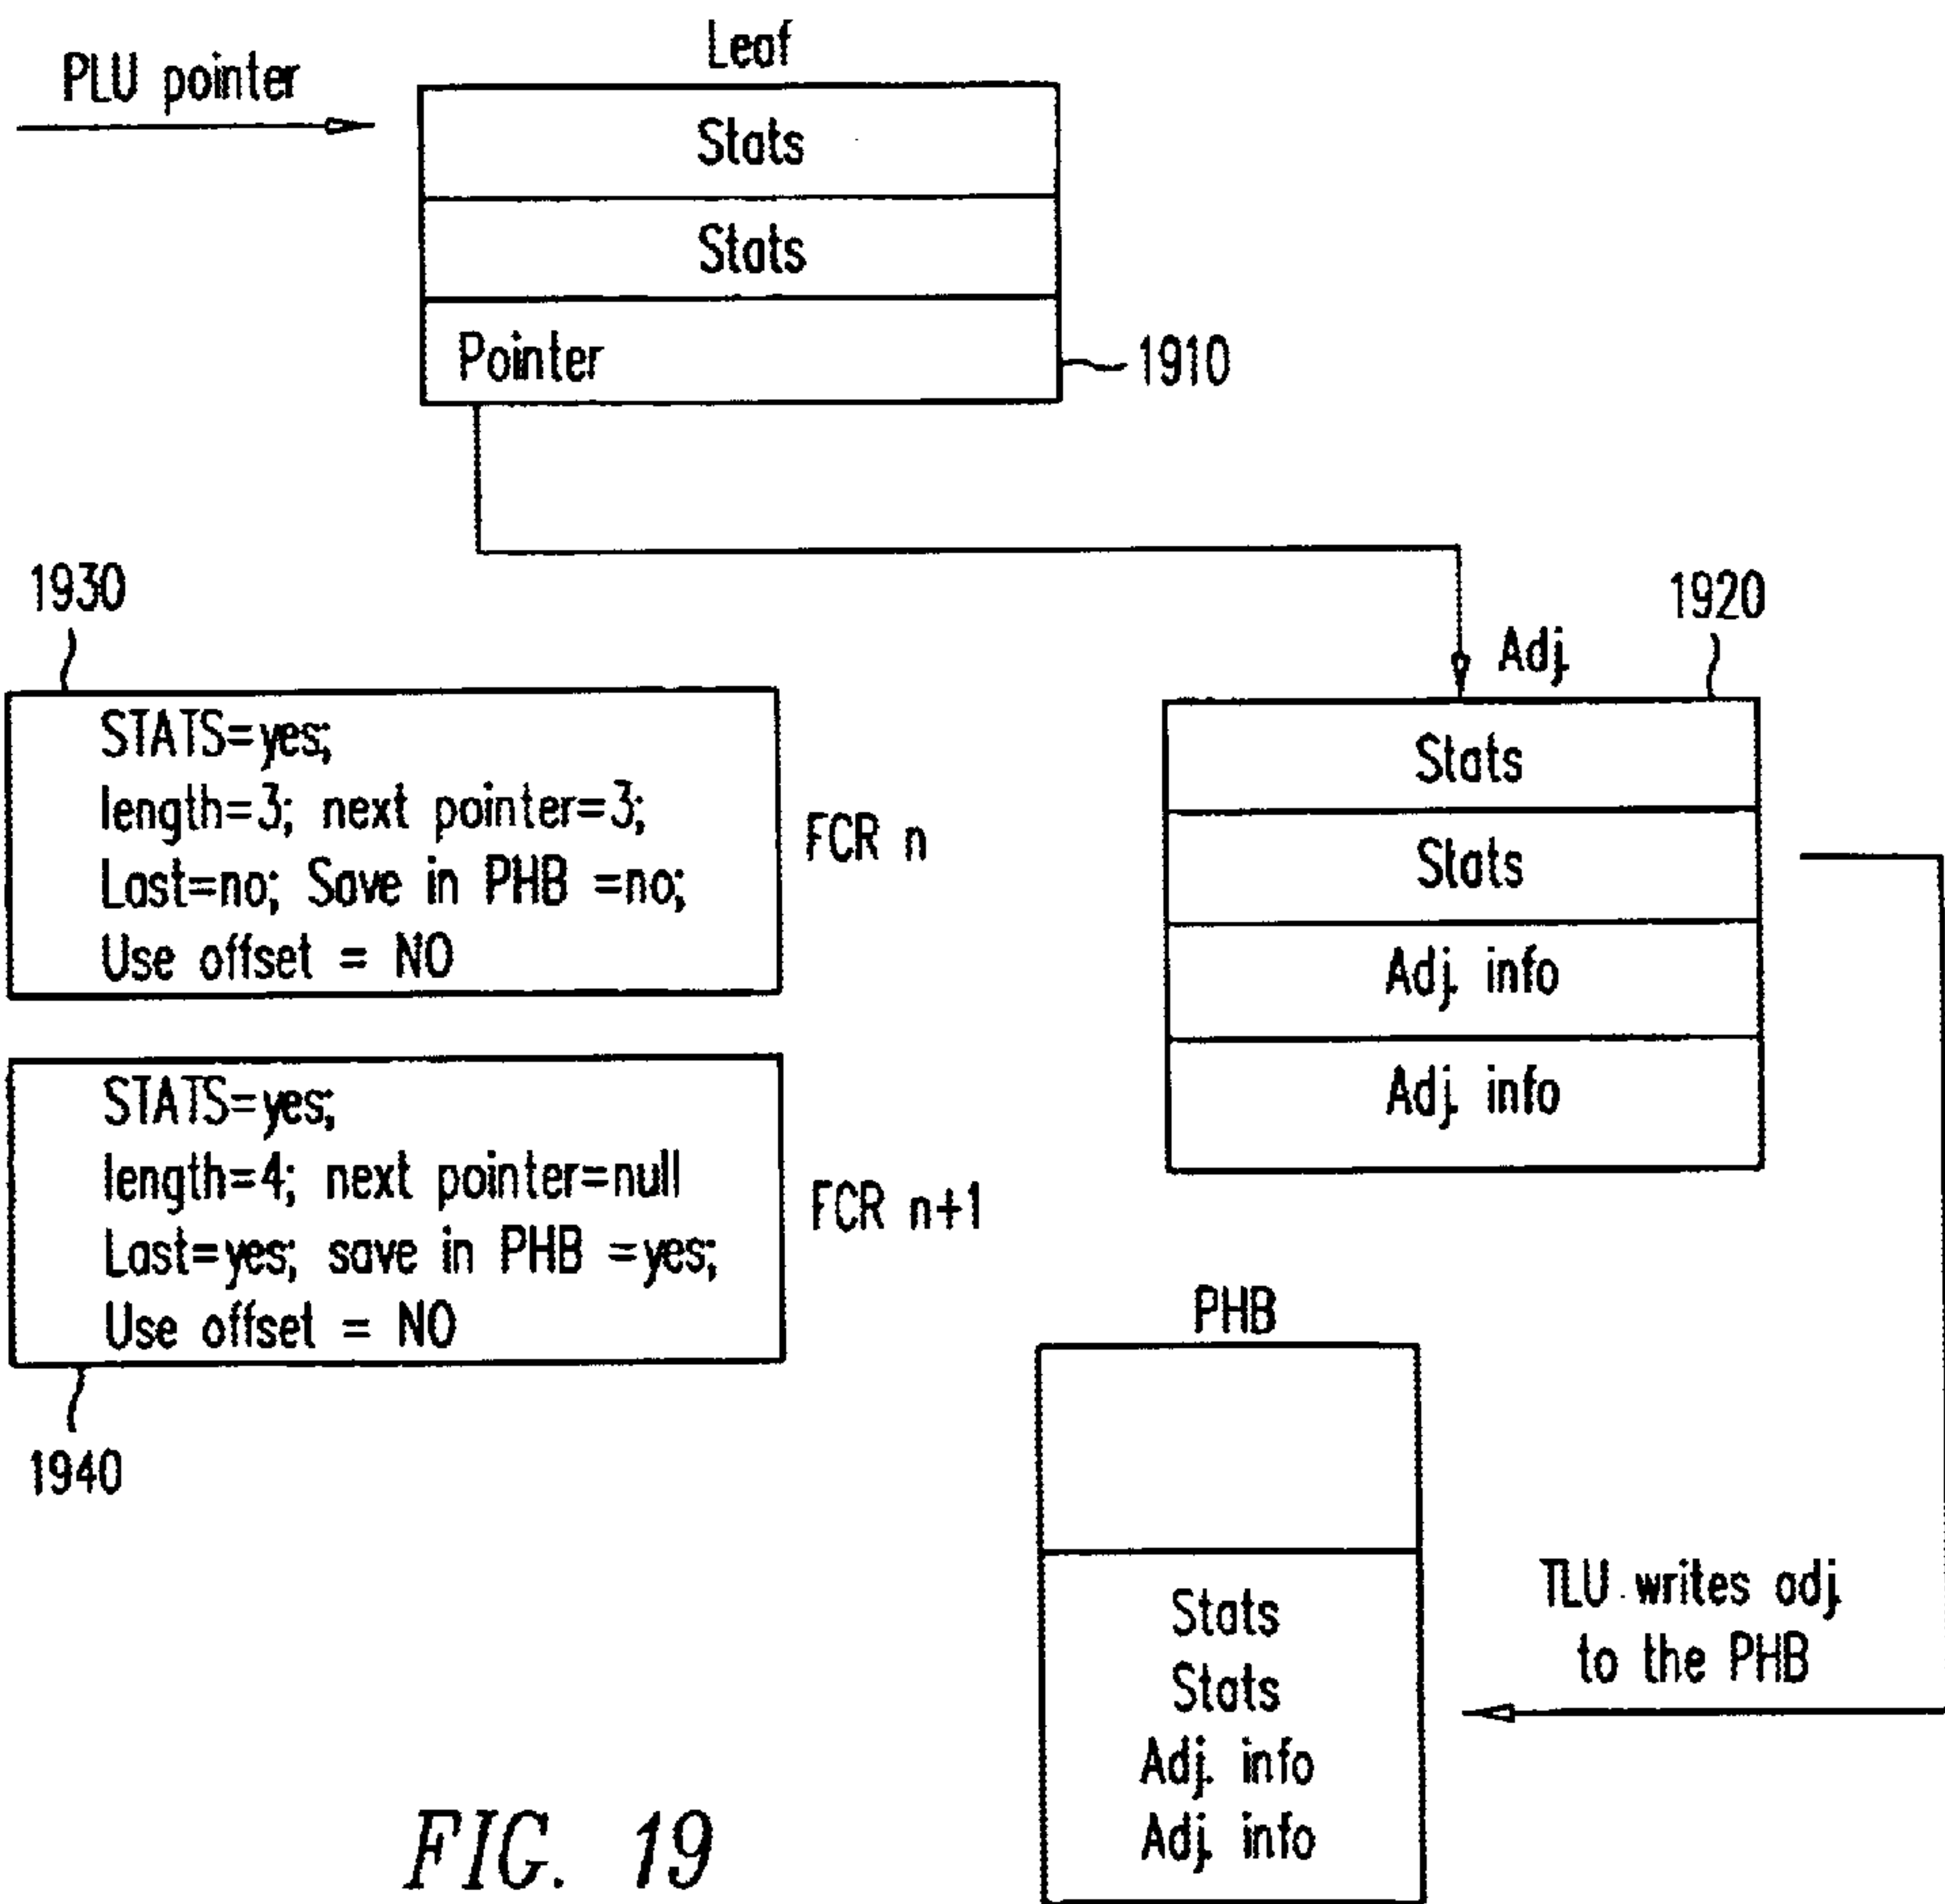 Leaf
PLU pointer
Stats
Stats
Pointer
1910
1930
1920
Adj.
STATS=yes;
length=3; next pointer=3;
Last=no; Save in PHB =no;
Use offset = NO
FCR n
Stats
Stats
Adj. info
Adj. info
STATS=yes;
length=4; next pointer=null
Last=yes; save in PHB =yes;
Use offset = NO
FCR n+1
1940
PHB
Stats
Stats
Adj. info
Adj. info
TLU writes adj.
to the PHB
FIG. 19